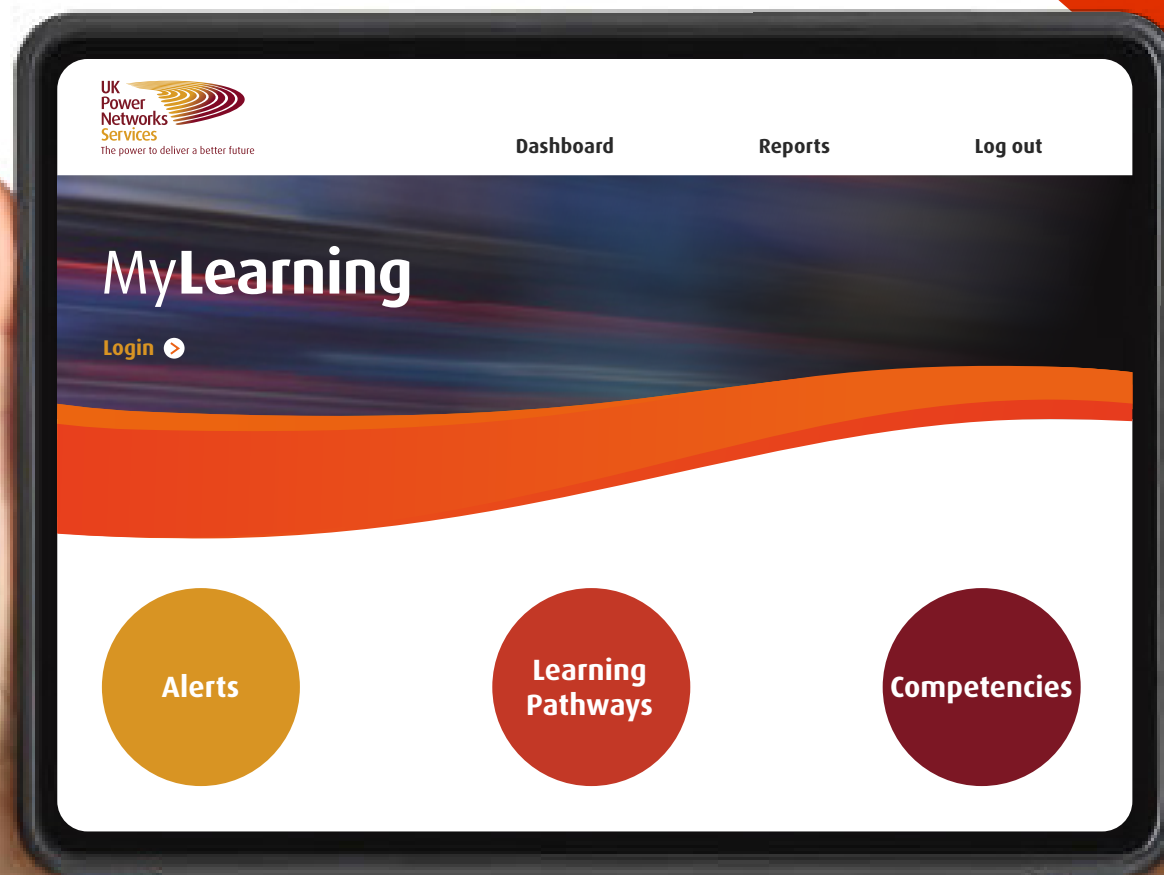 UK
Power
Networks
Services
The power to deliver a better future
Dashboard Reports Log out
MyLearning
Login
Alerts
Learning
Pathways
Competencies